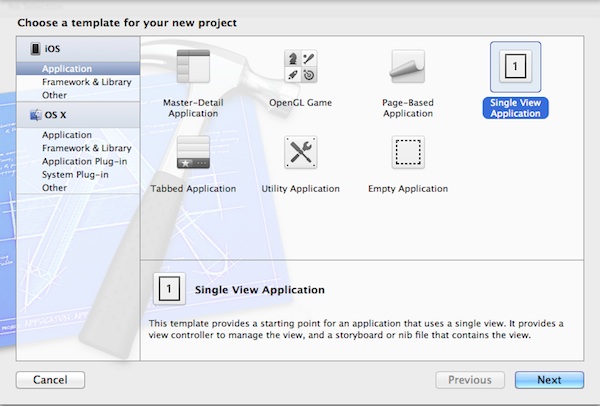 Choose a template for your new project
iOS
Application
Framework & Library
Other
OS X
Application
Framework & Library
Application Plug-in
System Plug-in
Other
Master-Detail
Application
OpenGL Game
Page-Based
Application
1
Single View
Application
Tabbed Application
Utility Application
Empty Application
1
Single View Application
This template provides a starting point for an application that uses a single view. It provides a
view controller to manage the view, and a storyboard or nib file that contains the view.
Cancel
Previous
Next